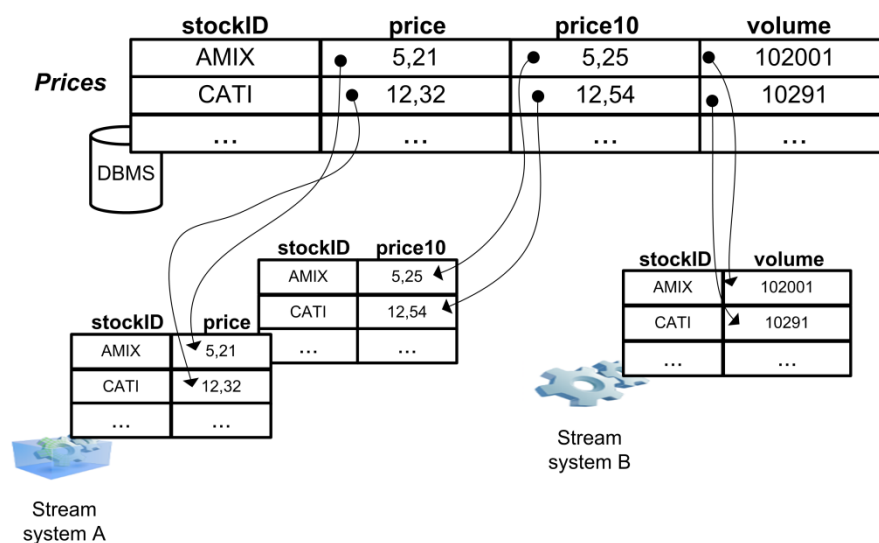 stockID price price10 volume
Prices
AMIX 5,21 5,25 102001
CATI 12,32 12,54 10291
... ... ... ...
DBMS
stockID price10
AMIX 5,25
CATI 12,54
... ...
stockID volume
AMIX 102001
CATI 10291
... ...
stockID price
AMIX 5,21
CATI 12,32
... ...
Stream
system B
Stream
system A